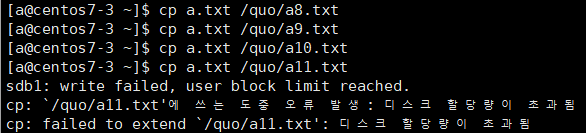 [a@centos7-3 ~]$ cp a.txt /quo/a8.txt
[a@centos7-3 ~]$ cp a.txt /quo/a9.txt
[a@centos7-3 ~]$ cp a.txt /quo/a10.txt
[a@centos7-3 ~]$ cp a.txt /quo/a11.txt
sdb1: write failed, user block limit reached.
cp: `/quo/a11.txt'에 쓰는 도중 오류 발생: 디스크 할당량이 초과됨
cp: failed to extend `/quo/a11.txt': 디스크 할당량이 초과됨